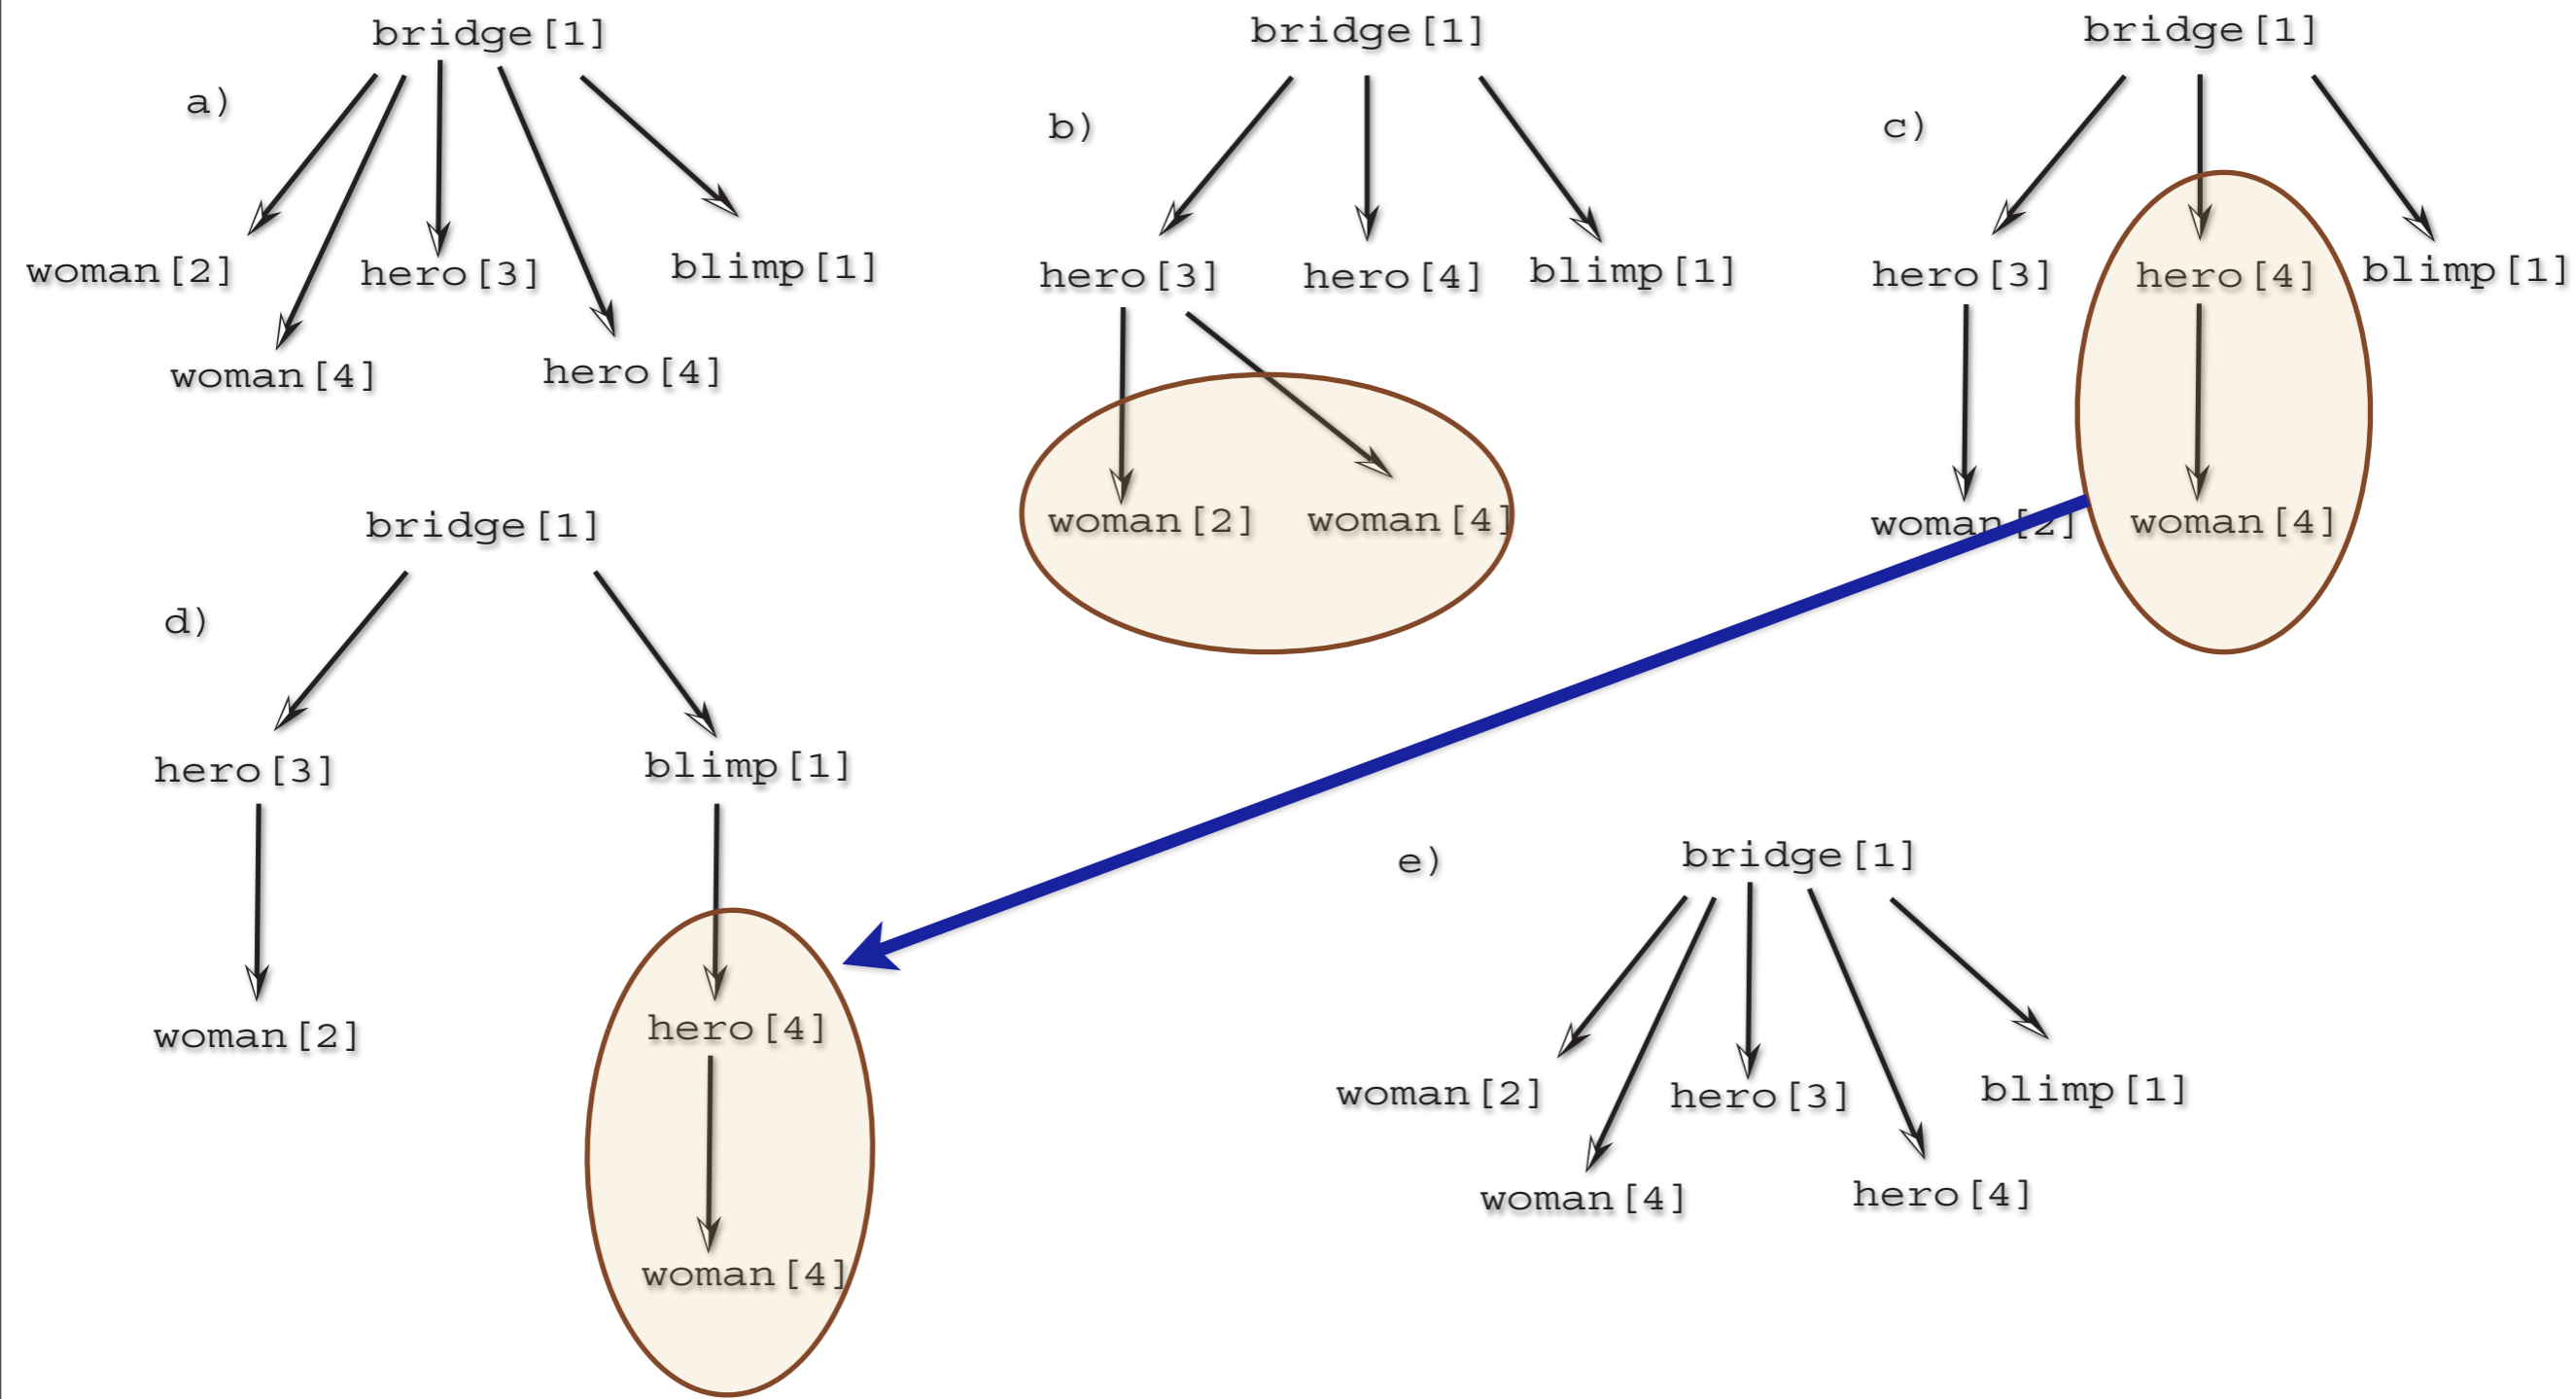 a)
bridge[1]
woman[2]
hero[3]
blimp[1]
woman[4]
hero[4]
b)
bridge[1]
hero[3]
hero[4]
blimp[1]
woman[2]
woman[4]
c)
bridge[1]
hero[3]
hero[4]
blimp[1]
woman[2]
woman[4]
d)
bridge[1]
hero[3]
blimp[1]
woman[2]
hero[4]
woman[4]
e)
bridge[1]
woman[2]
hero[3]
blimp[1]
woman[4]
hero[4]